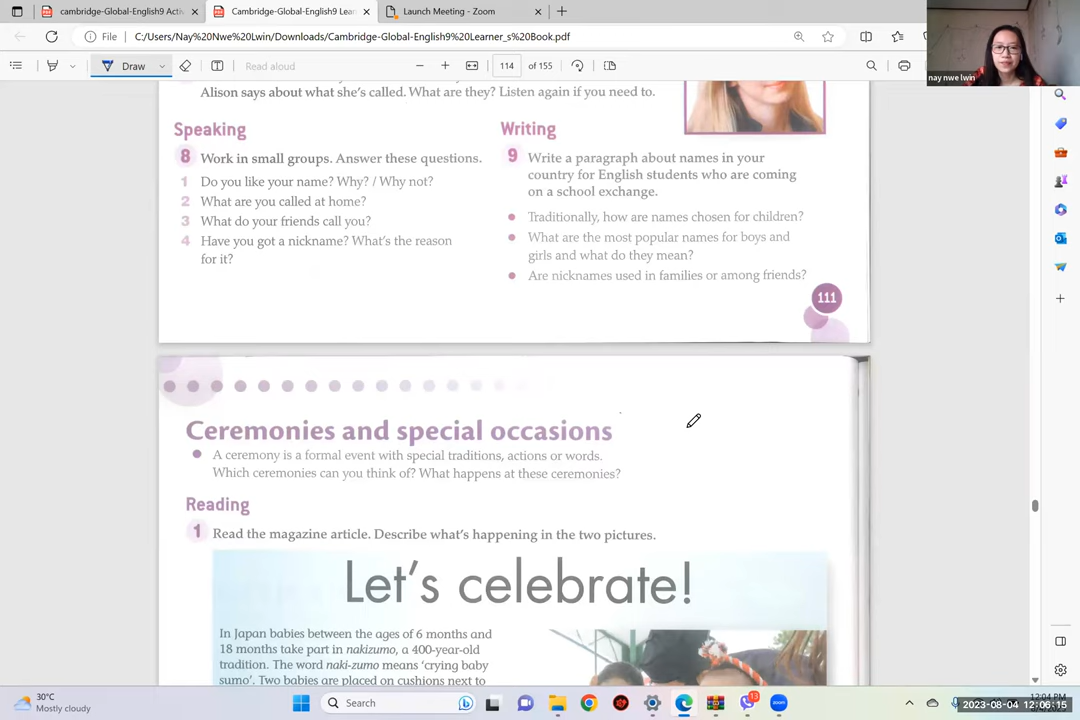 cambridge-Global-English9 Acti
Cambridge-Global-English9 Lea
Launch Meeting - Zoom
File
C:/Users/Nay%20Nwe%20Lwin/Downloads/Cambridge-Global-English9%20Learner_s%20Book.pdf
Draw
Read aloud
114 of 155
nay nwe lwin
Alison says about what she's called. What are they? Listen again if you need to.
Speaking
8 Work in small groups. Answer these questions.
1 Do you like your name? Why? / Why not?
2 What are you called at home?
3 What do your friends call you?
4 Have you got a nickname? What's the reason
for it?
Writing
9 Write a paragraph about names in your
country for English students who are coming
on a school exchange.
Traditionally, how are names chosen for children?
What are the most popular names for boys and
girls and what do they mean?
Are nicknames used in families or among friends?
111
Ceremonies and special occasions
A ceremony is a formal event with special traditions, actions or words.
Which ceremonies can you think of? What happens at these ceremonies?
Reading
1 Read the magazine article. Describe what's happening in the two pictures.
Let's celebrate!
In Japan babies between the ages of 6 months and
18 months take part in nakizumo, a 400-year-old
tradition. The word naki-zumo means 'crying baby
sumo'. Two babies are placed on cushions next to
30°C
Mostly cloudy
Search
13
12:04 PM
2023-08-04 12:06:15